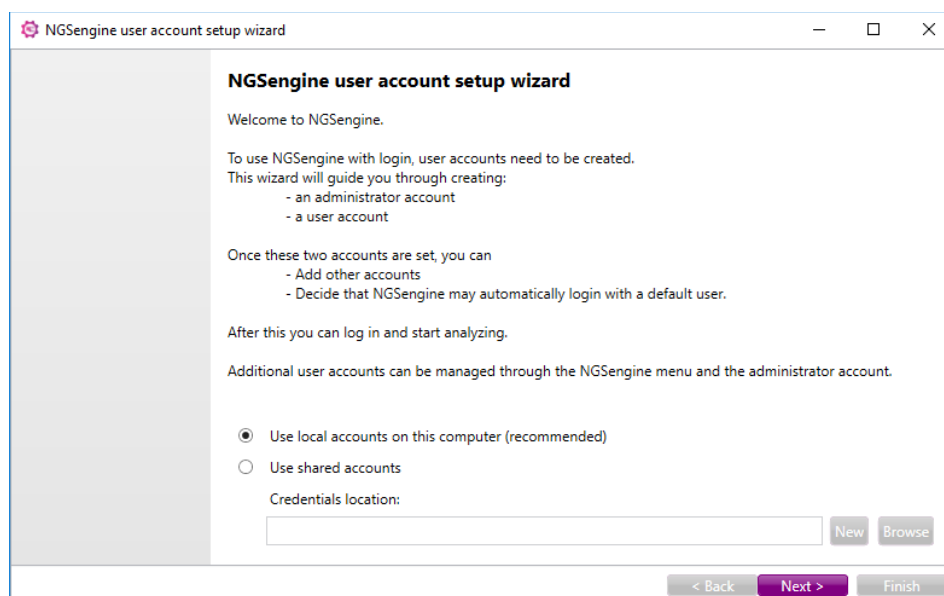 NGSengine user account setup wizard
NGSengine user account setup wizard
Welcome to NGSengine.
To use NGSengine with login, user accounts need to be created.
This wizard will guide you through creating:
- an administrator account
- a user account
Once these two accounts are set, you can
- Add other accounts
- Decide that NGSengine may automatically login with a default user.
After this you can log in and start analyzing.
Additional user accounts can be managed through the NGSengine menu and the administrator account.
Use local accounts on this computer (recommended)
Use shared accounts
Credentials location:
New Browse
< Back Next > Finish